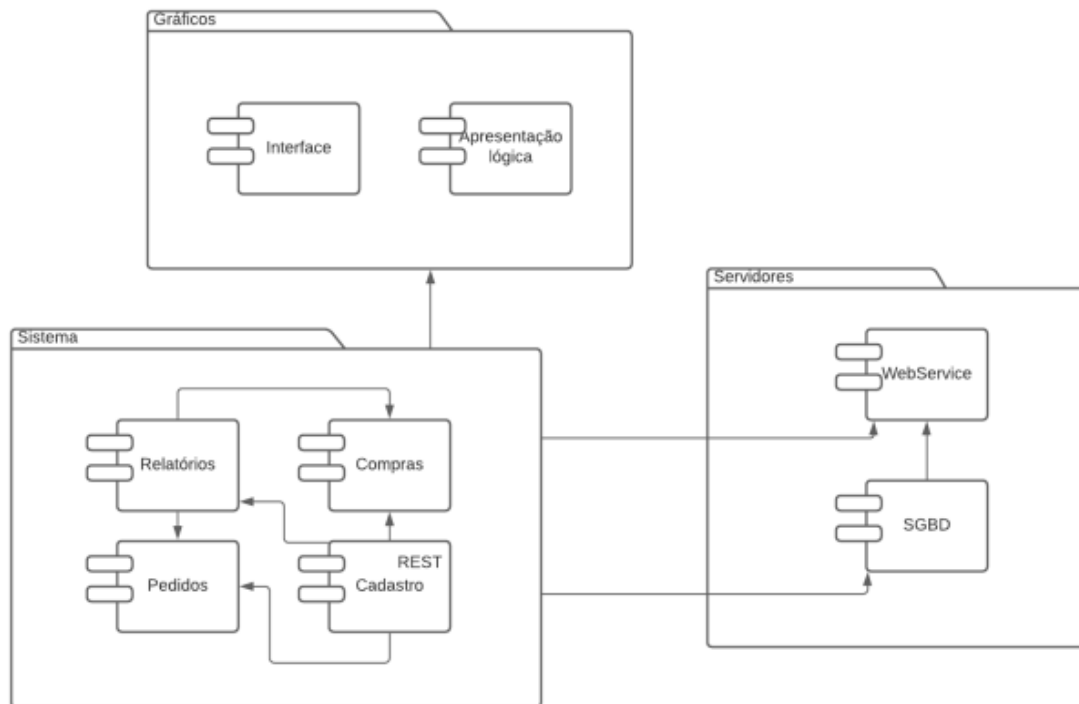 Gráficos
Interface
Apresentação
lógica
Servidores
WebService
SGBD
Sistema
Relatórios
Compras
Pedidos
REST
Cadastro